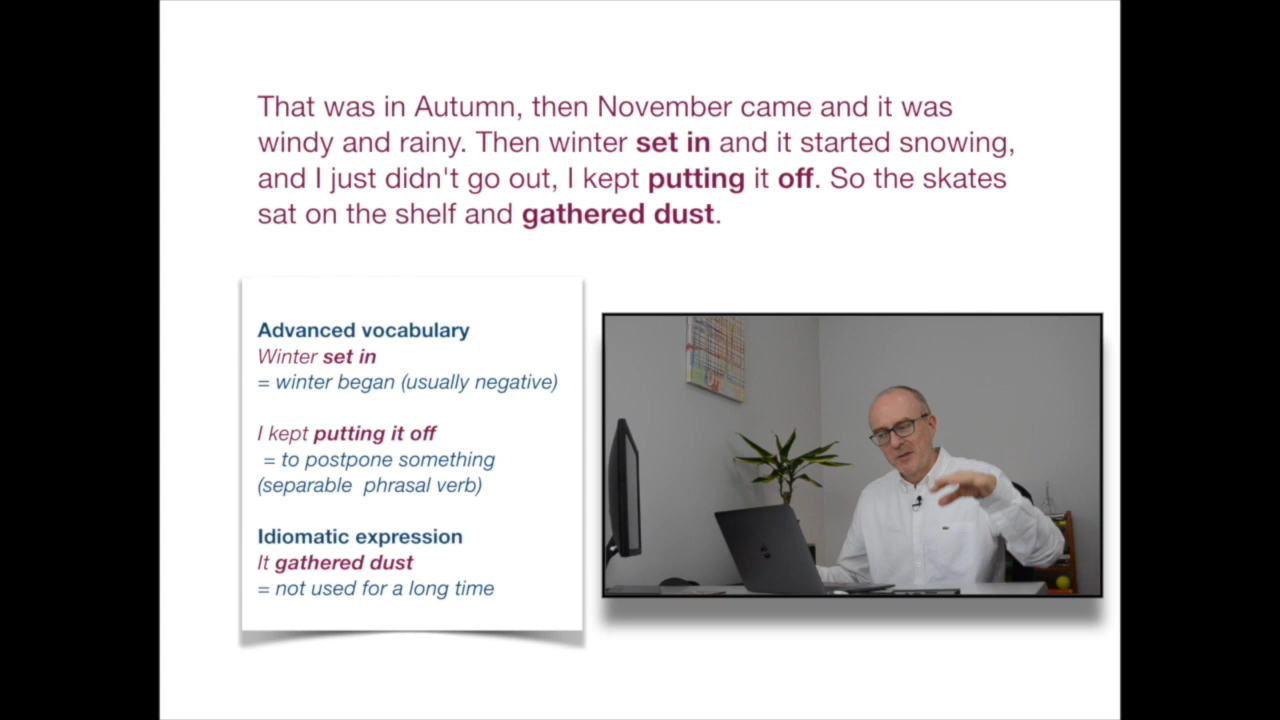 That was in Autumn, then November came and it was
windy and rainy. Then winter set in and it started snowing,
and I just didn't go out, I kept putting it off. So the skates
sat on the shelf and gathered dust.
Advanced vocabulary
Winter set in
= winter began (usually negative)
I kept putting it off
= to postpone something
(separable phrasal verb)
Idiomatic expression
It gathered dust
= not used for a long time